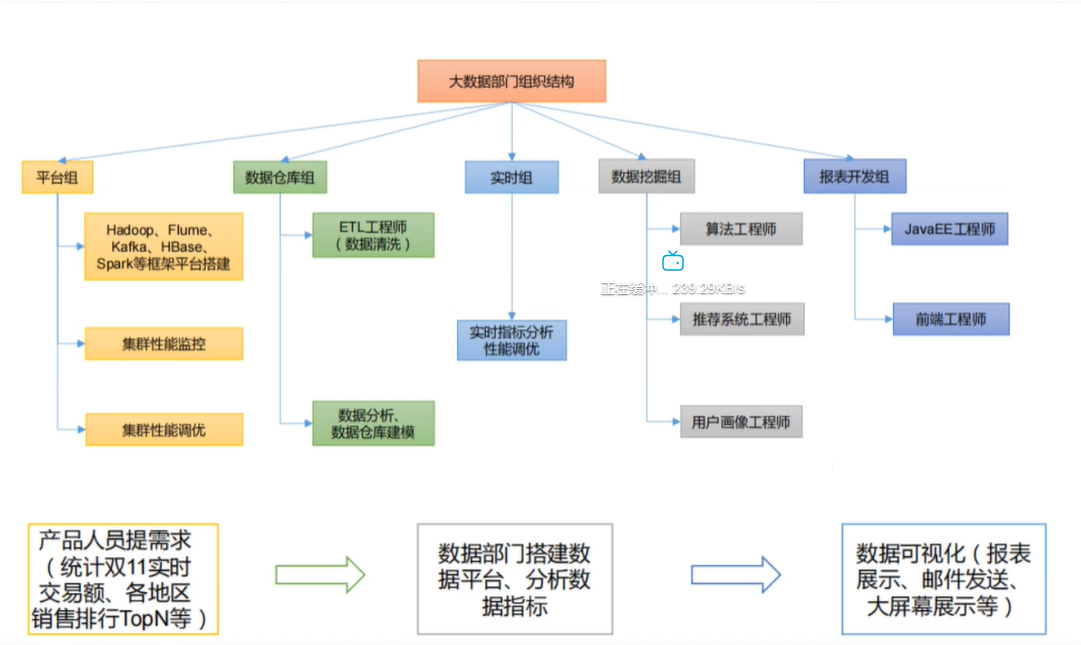 大数据部门组织结构
平台组
数据仓库组
实时组
数据挖掘组
报表开发组
Hadoop、Flume、
Kafka、HBase、
Spark等框架平台搭建
集群性能监控
集群性能调优
ETL工程师
（数据清洗）
数据分析、
数据仓库建模
实时指标分析
性能调优
算法工程师
正在缓冲... 239.29KB/s
推荐系统工程师
用户画像工程师
JavaEE工程师
前端工程师
产品人员提需求
（统计双11实时
交易额、各地区
销售排行TopN等）
数据部门搭建数
据平台、分析数
据指标
数据可视化（报表
展示、邮件发送、
大屏幕展示等）